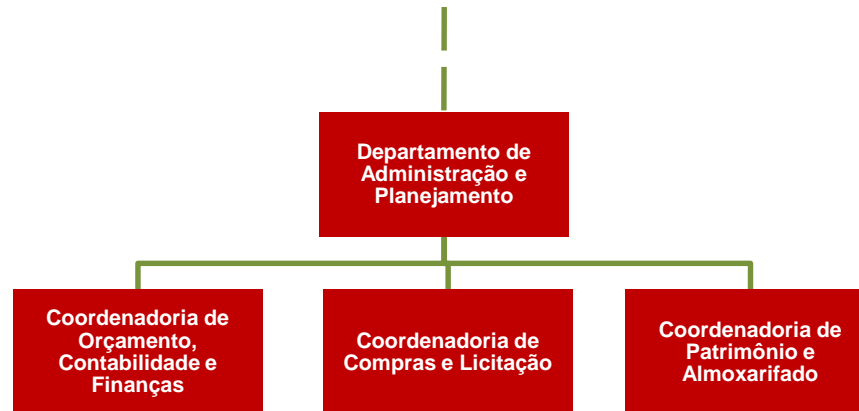 Departamento de
Administração e
Planejamento
Coordenadoria de
Orçamento,
Contabilidade e
Finanças
Coordenadoria de
Compras e Licitação
Coordenadoria de
Patrimônio e
Almoxarifado